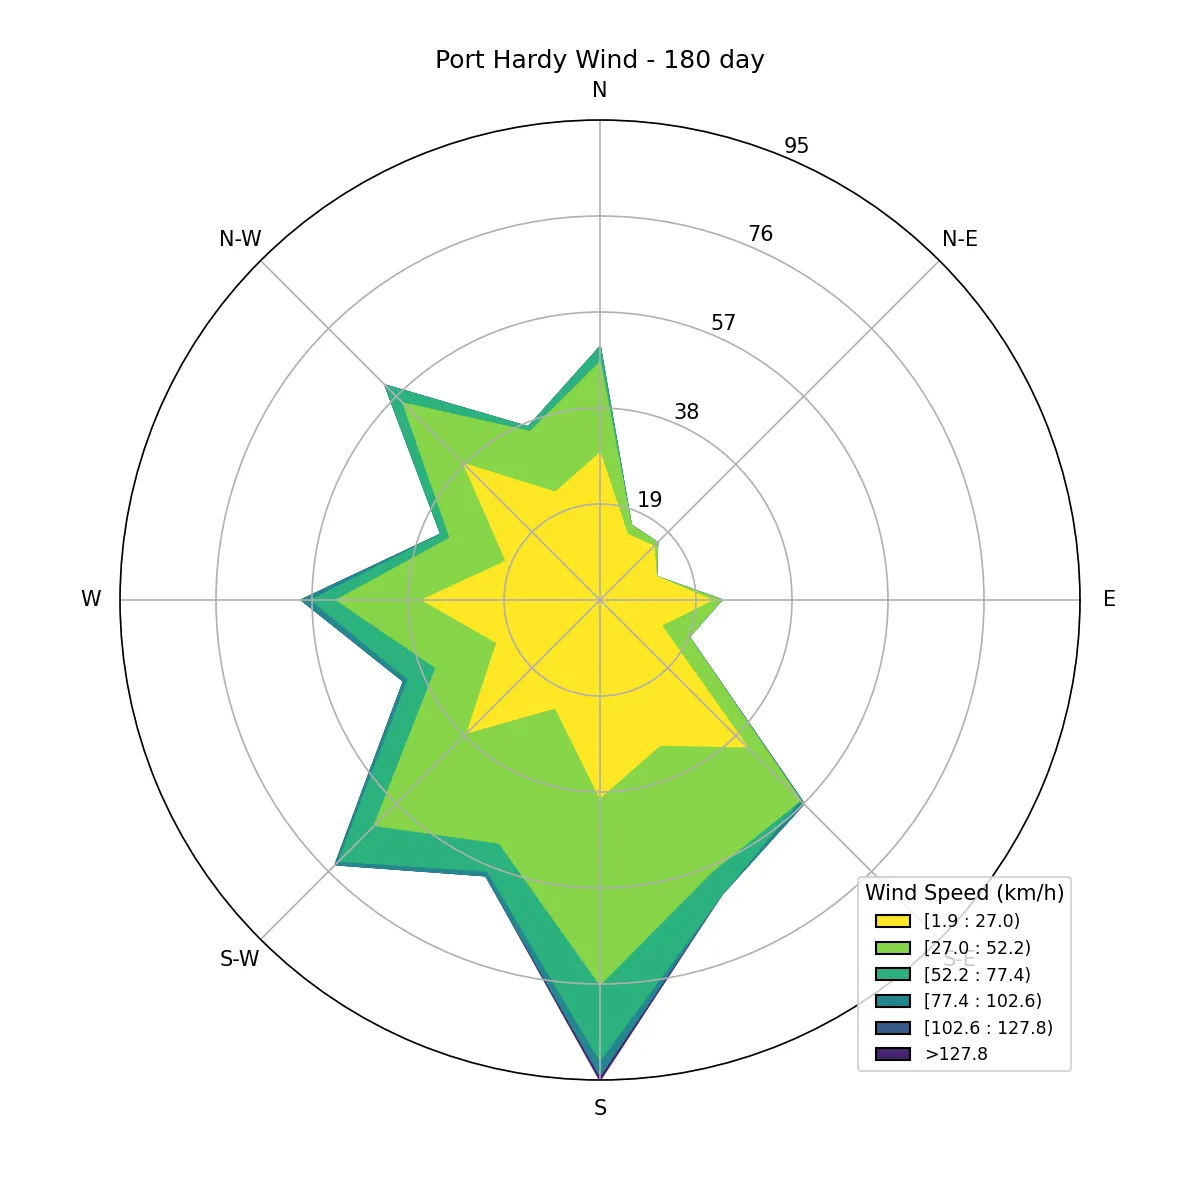 Port Hardy Wind - 180 day
N
95
N-W
N-E
76
57
38
19
W
E
S-W
S-E
S
Wind Speed (km/h)
[1.9 : 27.0)
[27.0 : 52.2)
[52.2 : 77.4)
[77.4 : 102.6)
[102.6 : 127.8)
>127.8